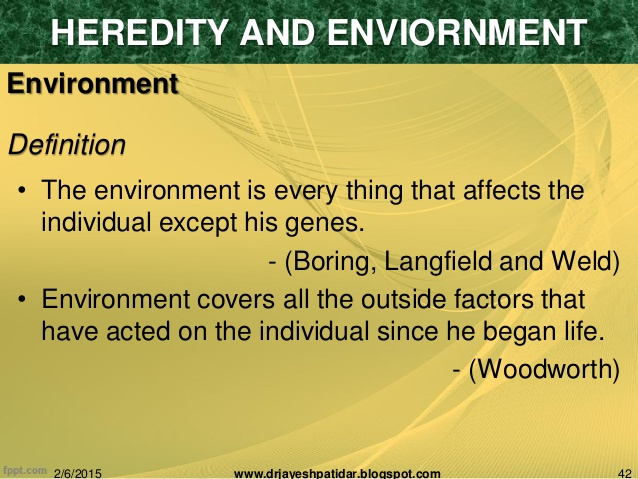 HEREDITY AND ENVIORNMENT
Environment
Definition
• The environment is every thing that affects the
individual except his genes.
- (Boring, Langfield and Weld)
• Environment covers all the outside factors that
have acted on the individual since he began life.
- (Woodworth)
fppt.com 2/6/2015 www.drjayeshpatidar.blogspot.com 42